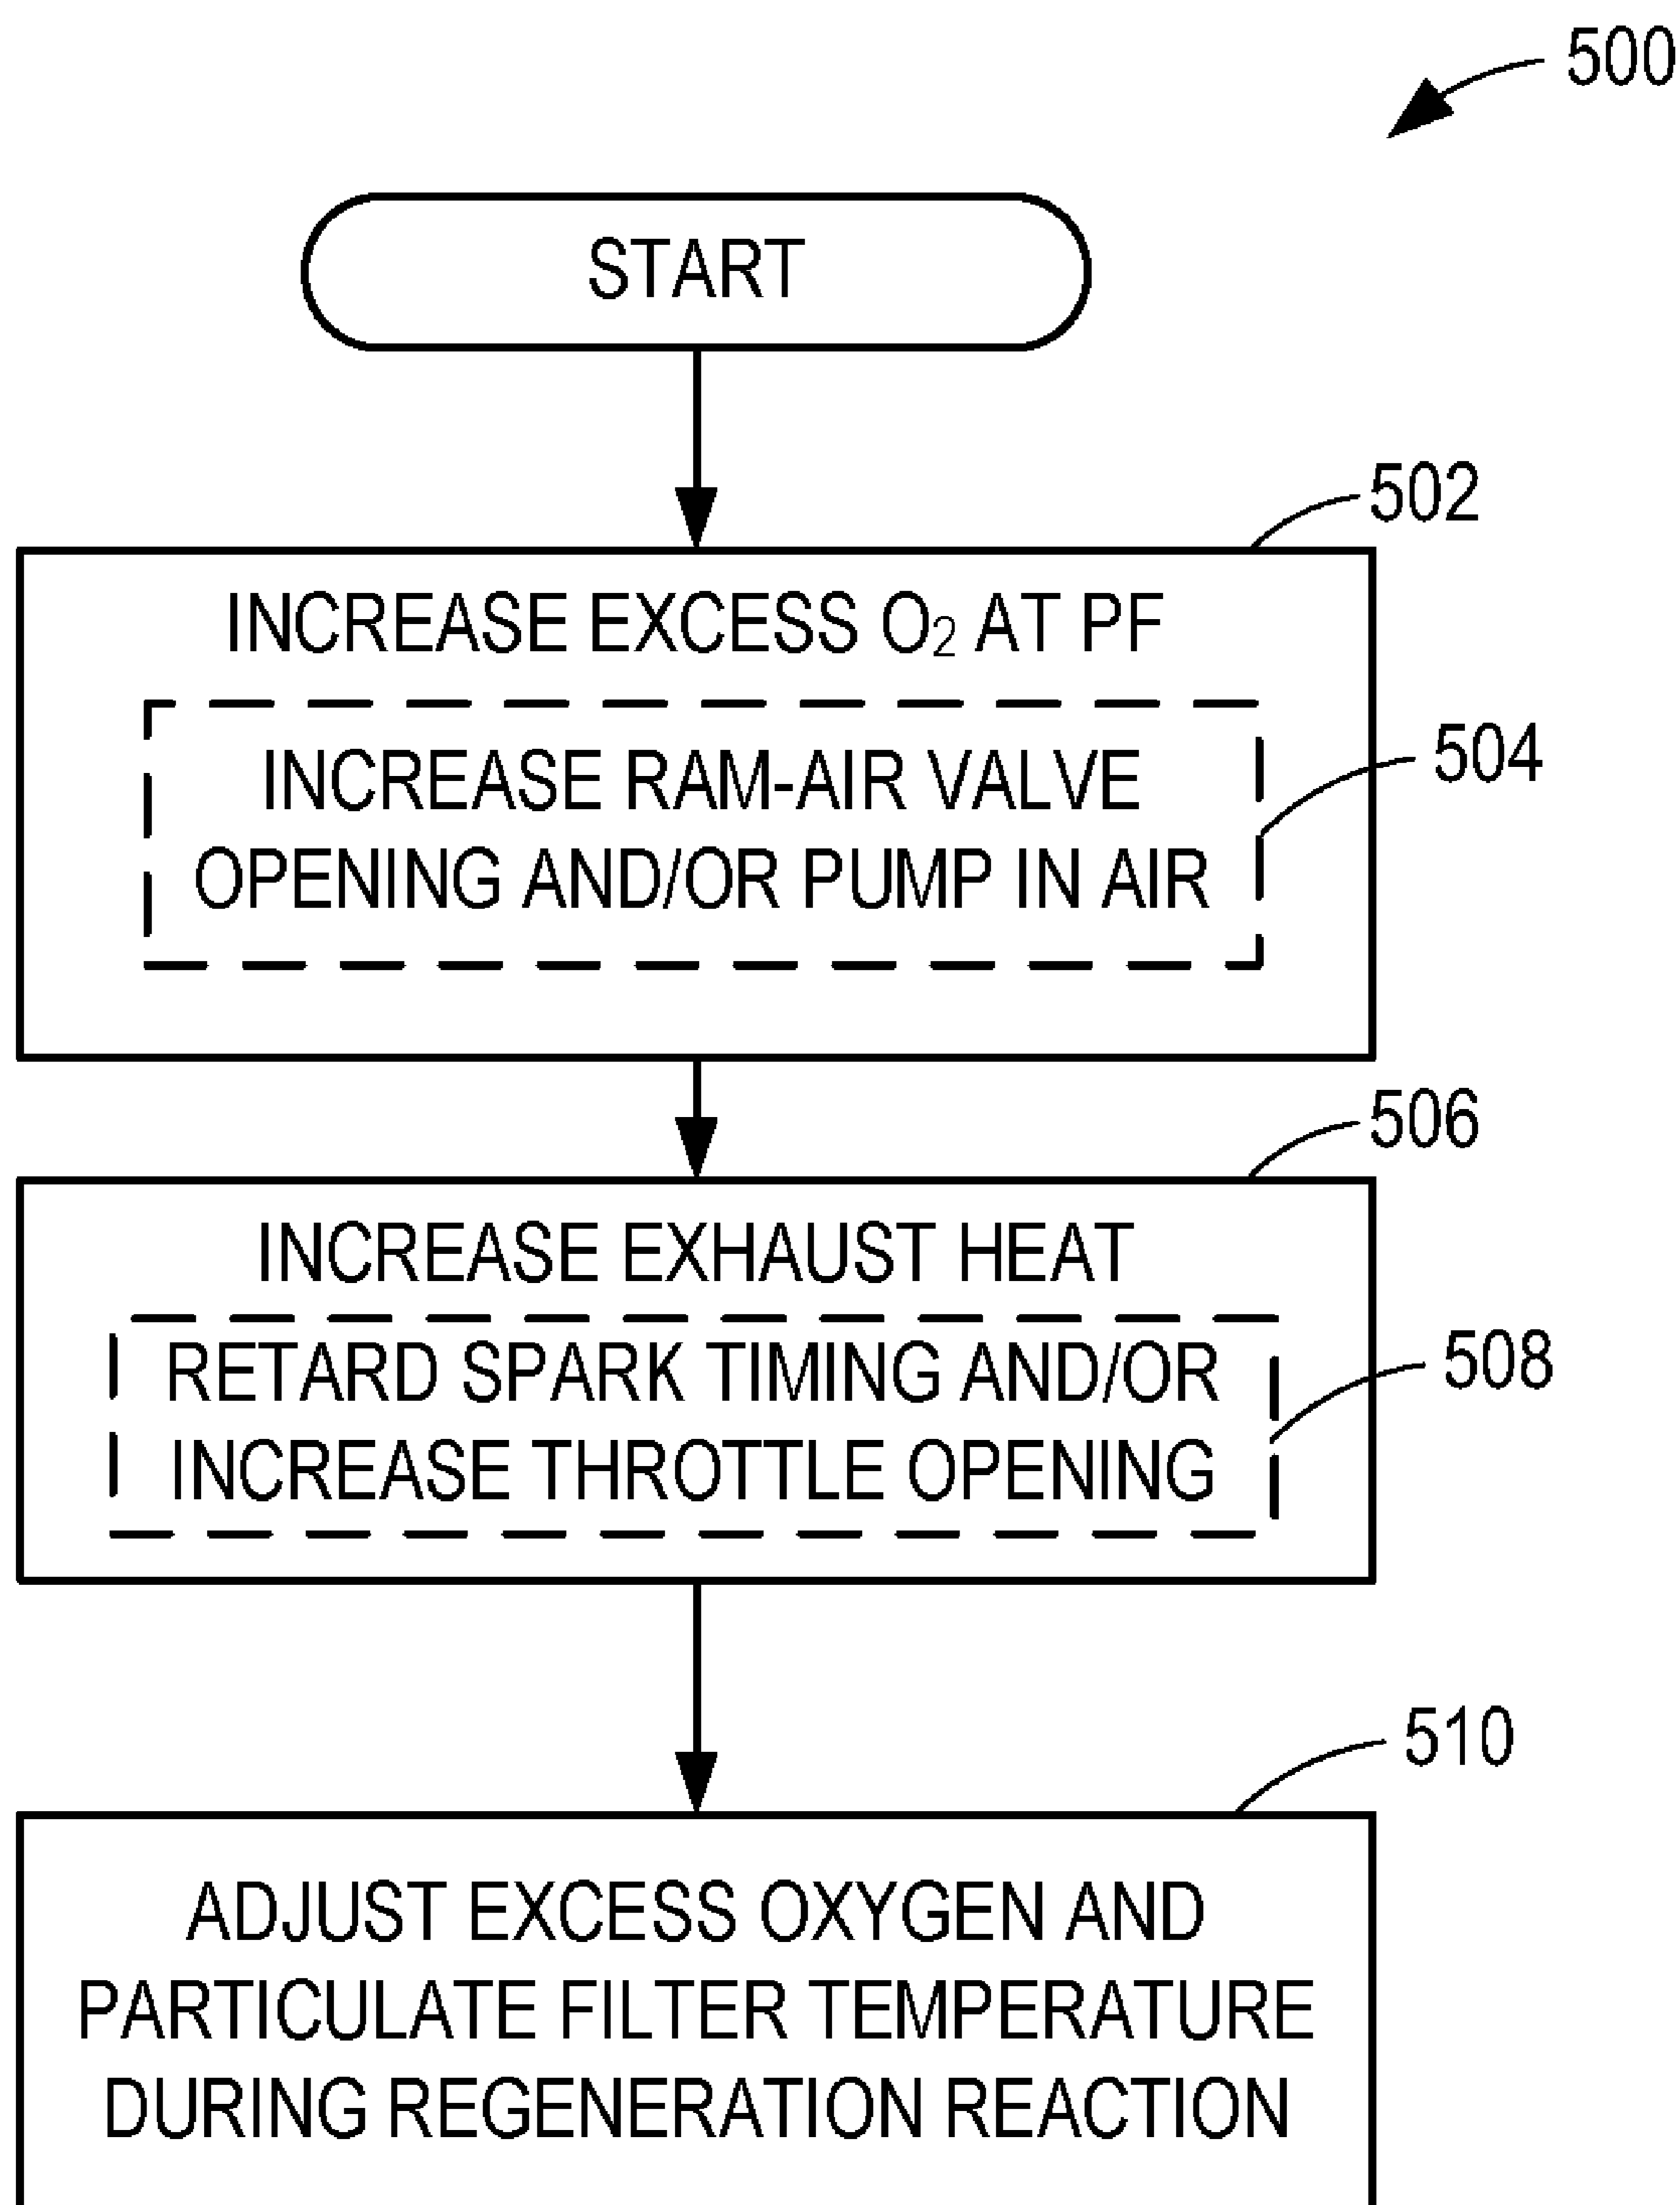 500
START
502
INCREASE EXCESS O₂ AT PF
504
INCREASE RAM-AIR VALVE
OPENING AND/OR PUMP IN AIR
506
INCREASE EXHAUST HEAT
508
RETARD SPARK TIMING AND/OR
INCREASE THROTTLE OPENING
510
ADJUST EXCESS OXYGEN AND
PARTICULATE FILTER TEMPERATURE
DURING REGENERATION REACTION